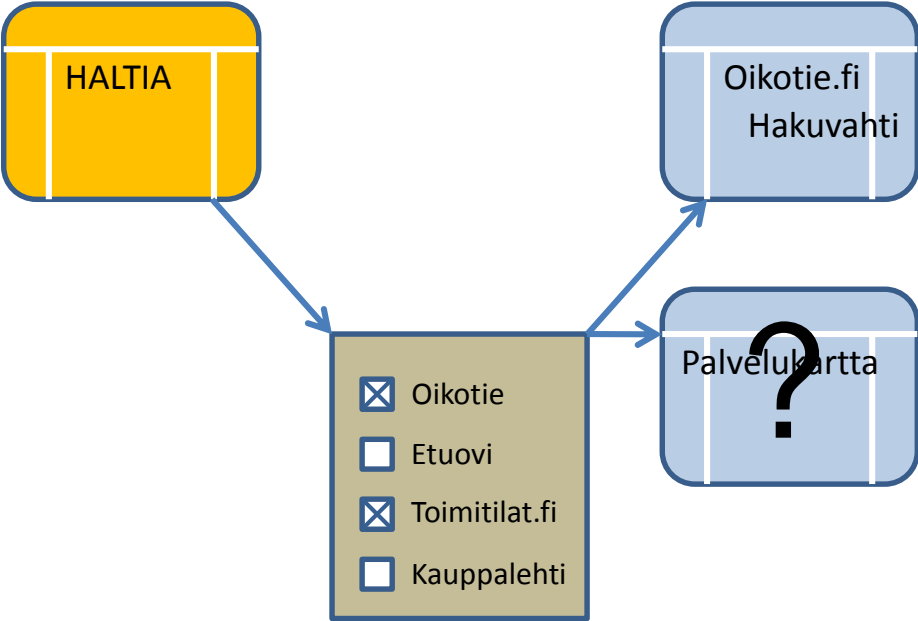 HALTIA
Oikotie.fi
Hakuvahti
Palvelukartta
?
Oikotie
Etuovi
Toimitilat.fi
Kauppalehti